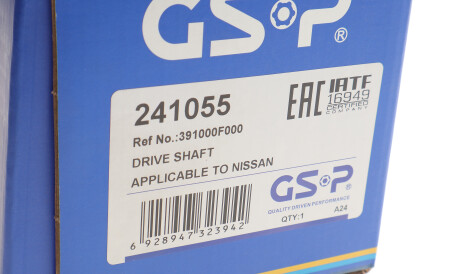 GSP®
241055
Ref No.:391000F000
DRIVE SHAFT
APPLICABLE TO NISSAN
6 928947 323942
EAC
IATF
16949
CERTIFIED
COMPANY
GSP
QUALITY DRIVEN PERFORMANCE
QTY:1 A24